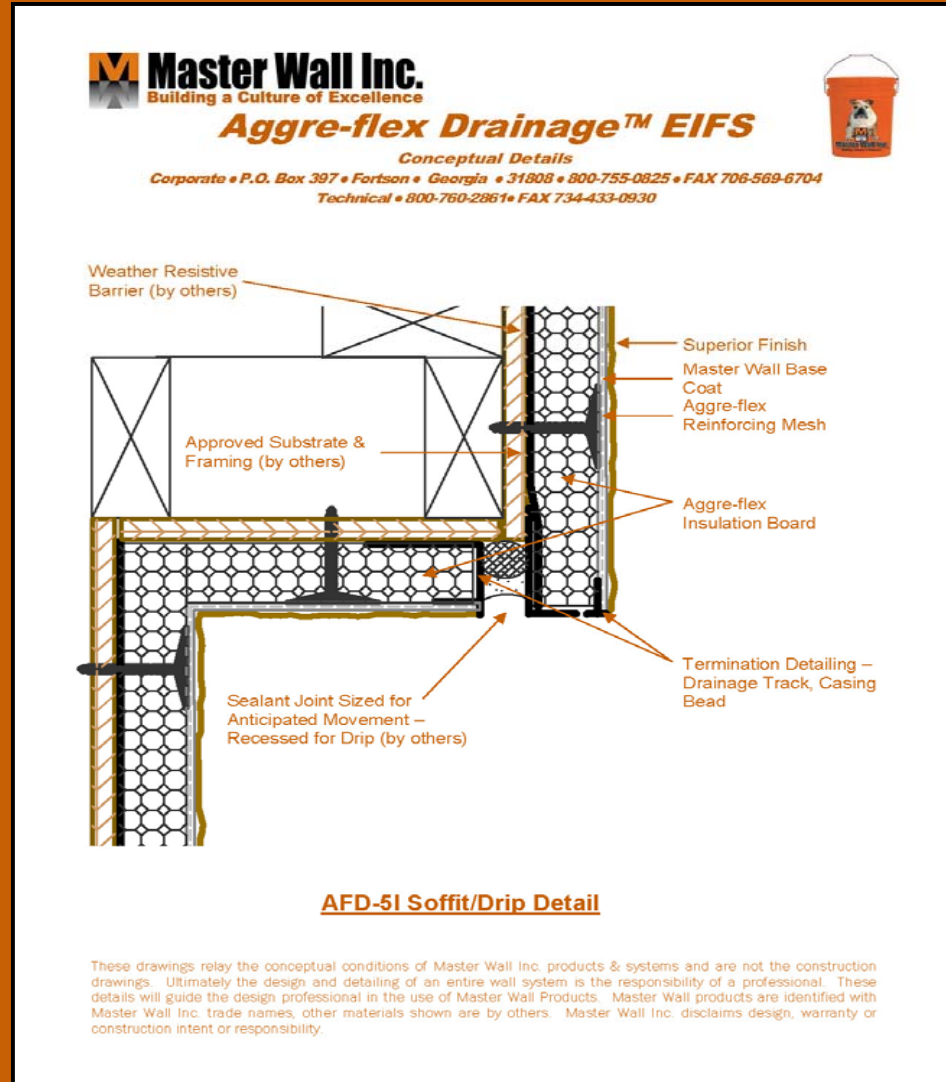 Master Wall Inc.
Building a Culture of Excellence
Aggre-flex Drainage™ EIFS
Conceptual Details
Corporate • P.O. Box 397 • Fortson • Georgia • 31808 • 800-755-0825 • FAX 706-569-6704
Technical • 800-760-2861• FAX 734-433-0930
Weather Resistive
Barrier (by others)
Superior Finish
Master Wall Base
Coat
Aggre-flex
Reinforcing Mesh
Approved Substrate &
Framing (by others)
Aggre-flex
Insulation Board
Termination Detailing –
Drainage Track, Casing
Bead
Sealant Joint Sized for
Anticipated Movement –
Recessed for Drip (by others)
AFD-5I Soffit/Drip Detail
These drawings relay the conceptual conditions of Master Wall Inc. products & systems and are not the construction
drawings. Ultimately the design and detailing of an entire wall system is the responsibility of a professional. These
details will guide the design professional in the use of Master Wall Products. Master Wall products are identified with
Master Wall Inc. trade names, other materials shown are by others. Master Wall Inc. disclaims design, warranty or
construction intent or responsibility.